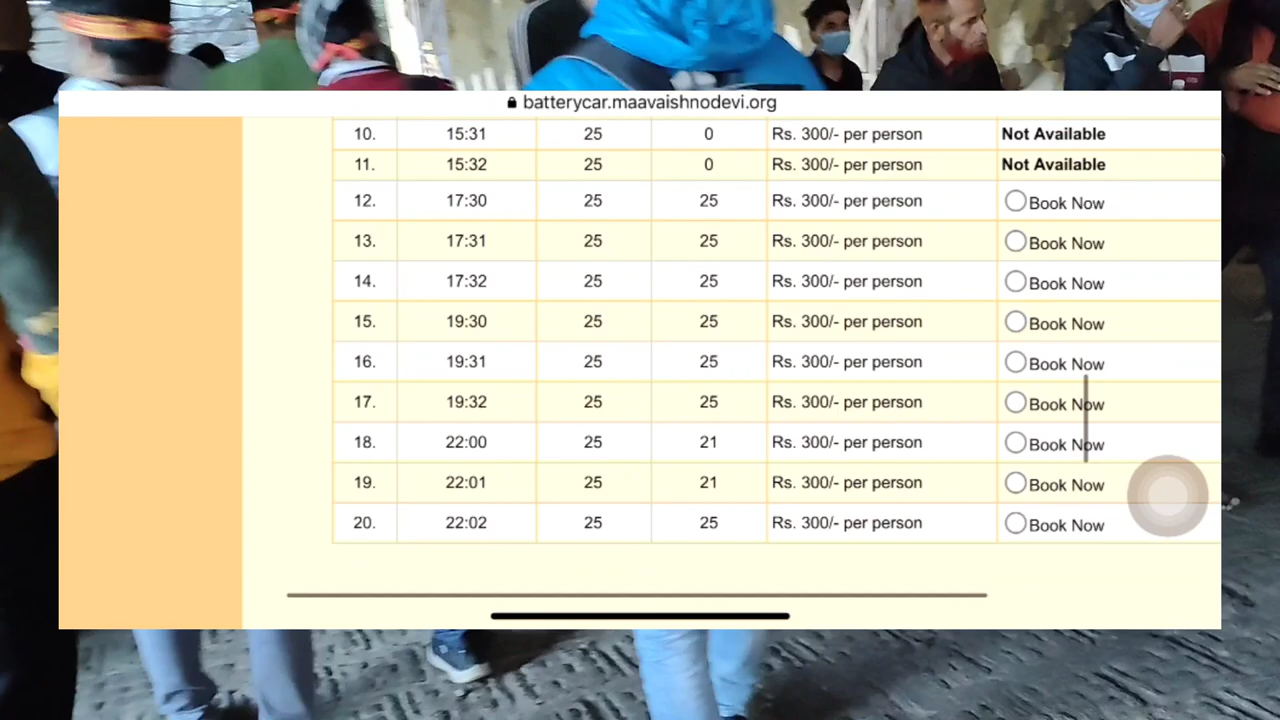 batterycar.maavaishnodevi.org
10. 15:31 25 0 Rs. 300/- per person Not Available
11. 15:32 25 0 Rs. 300/- per person Not Available
12. 17:30 25 25 Rs. 300/- per person Book Now
13. 17:31 25 25 Rs. 300/- per person Book Now
14. 17:32 25 25 Rs. 300/- per person Book Now
15. 19:30 25 25 Rs. 300/- per person Book Now
16. 19:31 25 25 Rs. 300/- per person Book Now
17. 19:32 25 25 Rs. 300/- per person Book Now
18. 22:00 25 21 Rs. 300/- per person Book Now
19. 22:01 25 21 Rs. 300/- per person Book Now
20. 22:02 25 25 Rs. 300/- per person Book Now